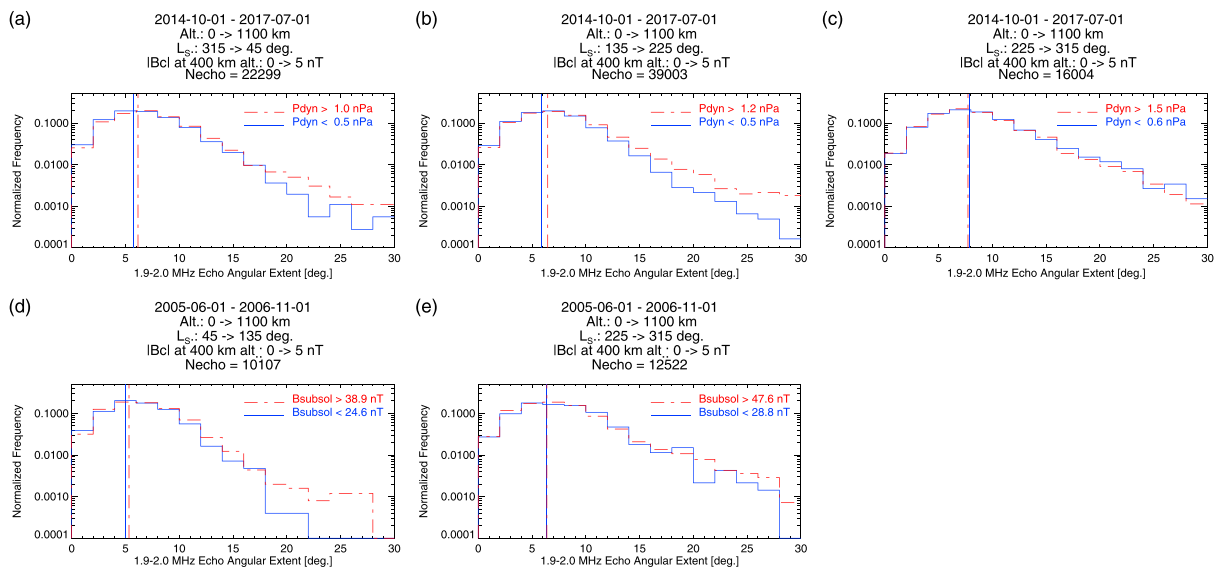 (a)
2014-10-01 - 2017-07-01
Alt.: 0 -> 1100 km
LS.: 315 -> 45 deg.
|Bc| at 400 km alt.: 0 -> 5 nT
Necho = 22299
Pdyn > 1.0 nPa
Pdyn < 0.5 nPa
Normalized Frequency
0.1000
0.0100
0.0010
0.0001
0 5 10 15 20 25 30
1.9-2.0 MHz Echo Angular Extent [deg.]
(b)
2014-10-01 - 2017-07-01
Alt.: 0 -> 1100 km
LS.: 135 -> 225 deg.
|Bc| at 400 km alt.: 0 -> 5 nT
Necho = 39003
Pdyn > 1.2 nPa
Pdyn < 0.5 nPa
Normalized Frequency
0.1000
0.0100
0.0010
0.0001
0 5 10 15 20 25 30
1.9-2.0 MHz Echo Angular Extent [deg.]
(c)
2014-10-01 - 2017-07-01
Alt.: 0 -> 1100 km
LS.: 225 -> 315 deg.
|Bc| at 400 km alt.: 0 -> 5 nT
Necho = 16004
Pdyn > 1.5 nPa
Pdyn < 0.6 nPa
Normalized Frequency
0.1000
0.0100
0.0010
0.0001
0 5 10 15 20 25 30
1.9-2.0 MHz Echo Angular Extent [deg.]
(d)
2005-06-01 - 2006-11-01
Alt.: 0 -> 1100 km
LS.: 45 -> 135 deg.
|Bc| at 400 km alt.: 0 -> 5 nT
Necho = 10107
Bsubsol > 38.9 nT
Bsubsol < 24.6 nT
Normalized Frequency
0.1000
0.0100
0.0010
0.0001
0 5 10 15 20 25 30
1.9-2.0 MHz Echo Angular Extent [deg.]
(e)
2005-06-01 - 2006-11-01
Alt.: 0 -> 1100 km
LS.: 225 -> 315 deg.
|Bc| at 400 km alt.: 0 -> 5 nT
Necho = 12522
Bsubsol > 47.6 nT
Bsubsol < 28.8 nT
Normalized Frequency
0.1000
0.0100
0.0010
0.0001
0 5 10 15 20 25 30
1.9-2.0 MHz Echo Angular Extent [deg.]